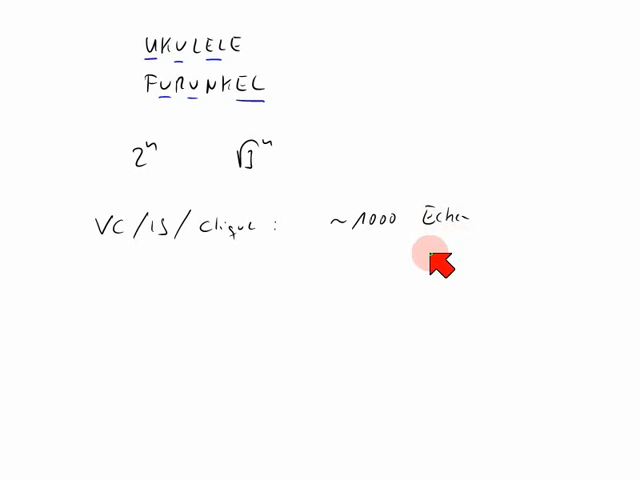 UKULELE
FURUNKEL
2ⁿ √3ⁿ
VC/IS/Clique: ~1000 Ecken